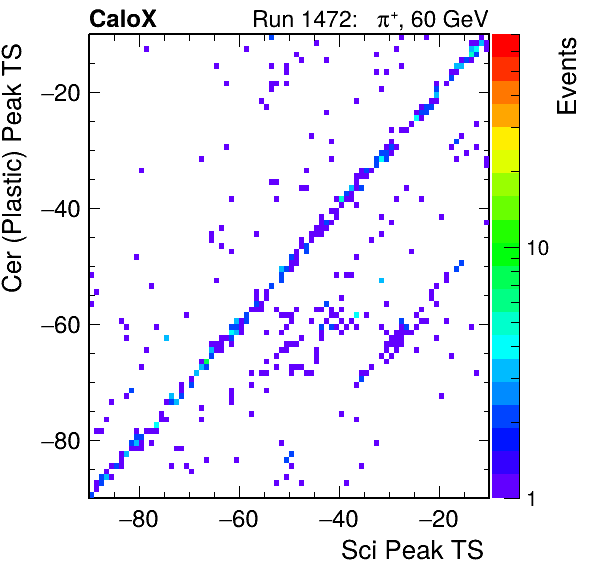 CaloX Run 1472: π+, 60 GeV
Cer (Plastic) Peak TS
−20
−40
−60
−80
−80 −60 −40 −20
Sci Peak TS
Events
10
1